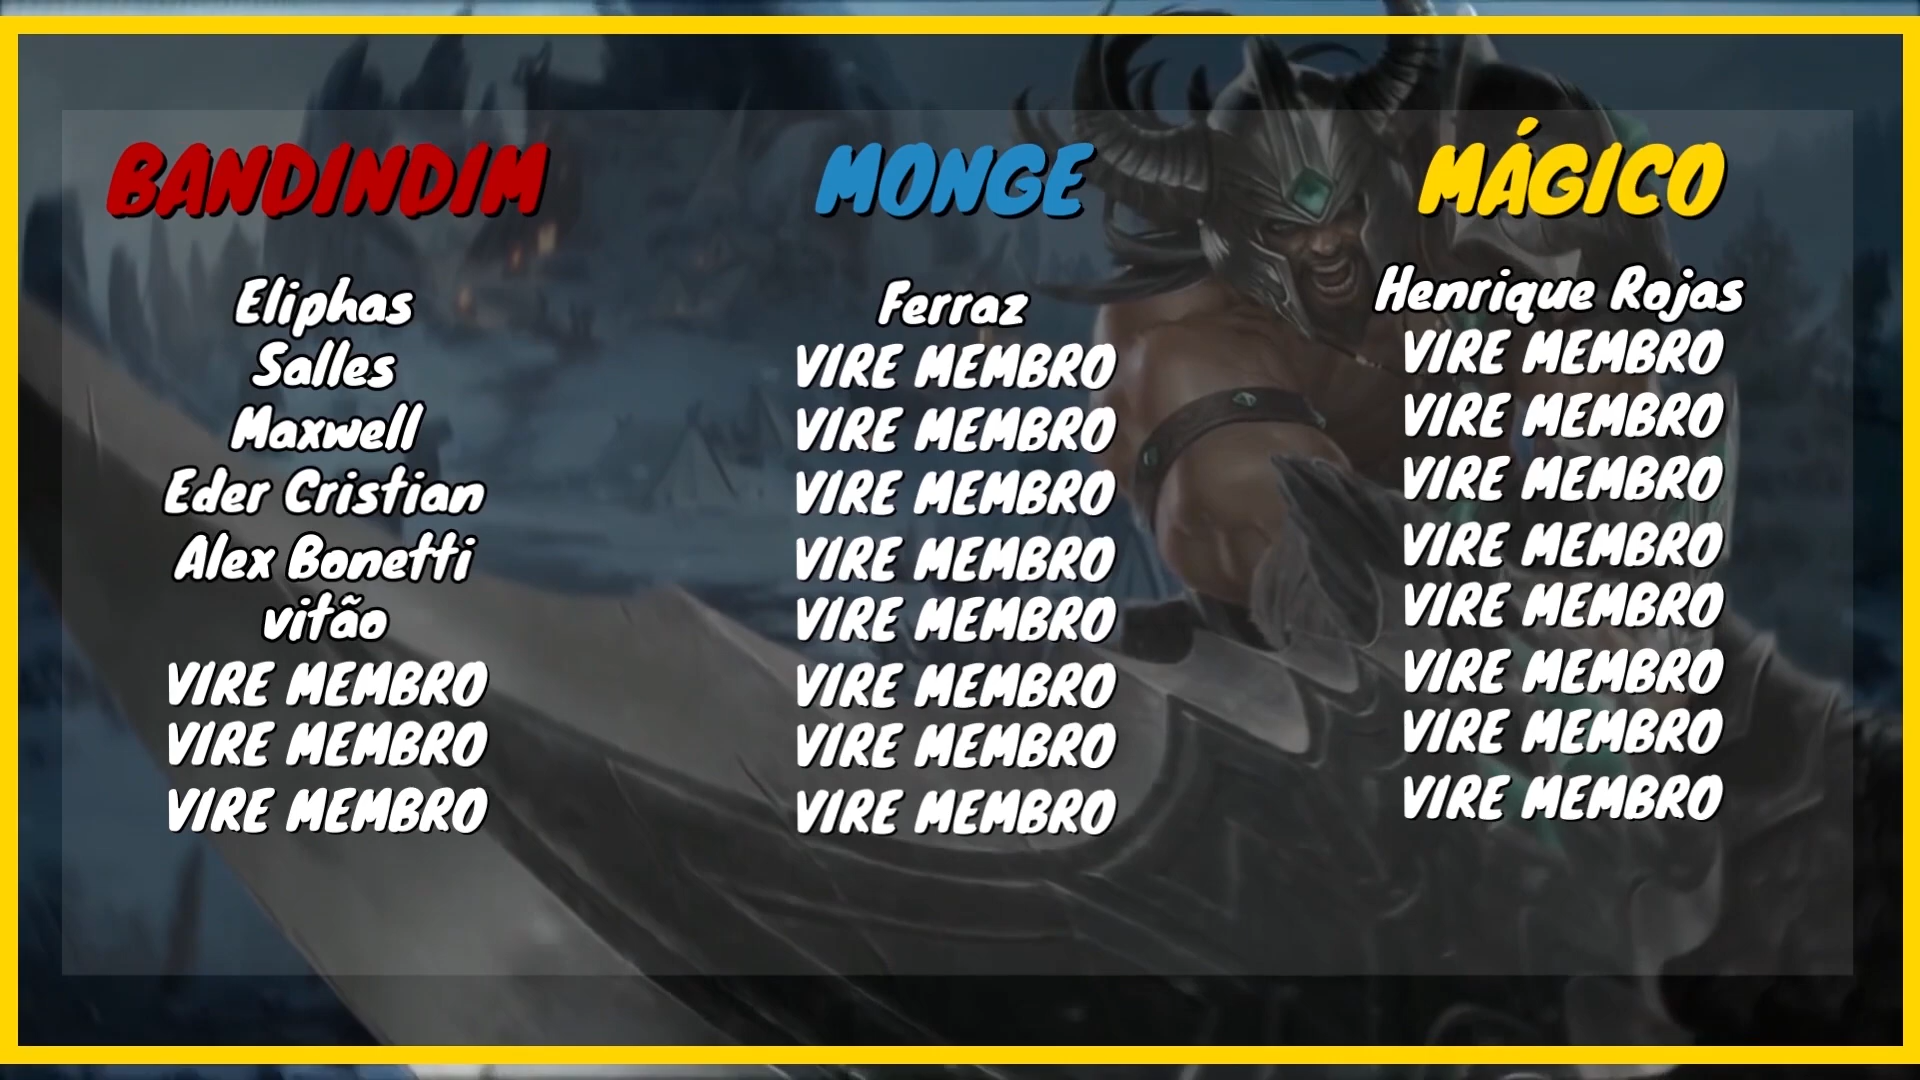 BANDINDIM
Eliphas
Salles
Maxwell
Eder Cristian
Alex Bonetti
vitão
VIRE MEMBRO
VIRE MEMBRO
VIRE MEMBRO
MONGE
Ferraz
VIRE MEMBRO
VIRE MEMBRO
VIRE MEMBRO
VIRE MEMBRO
VIRE MEMBRO
VIRE MEMBRO
VIRE MEMBRO
VIRE MEMBRO
MÁGICO
Henrique Rojas
VIRE MEMBRO
VIRE MEMBRO
VIRE MEMBRO
VIRE MEMBRO
VIRE MEMBRO
VIRE MEMBRO
VIRE MEMBRO
VIRE MEMBRO